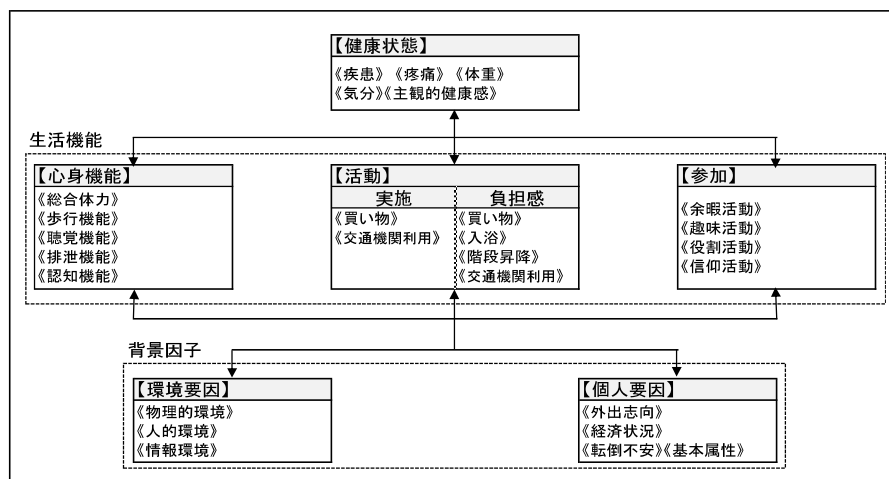 【健康状態】
《疾患》《疼痛》《体重》
《気分》《主観的健康感》
生活機能
【心身機能】
《総合体力》
《歩行機能》
《聴覚機能》
《排泄機能》
《認知機能》
【活動】
実施
《買い物》
《交通機関利用》
負担感
《買い物》
《入浴》
《階段昇降》
《交通機関利用》
【参加】
《余暇活動》
《趣味活動》
《役割活動》
《信仰活動》
背景因子
【環境要因】
《物理的環境》
《人的環境》
《情報環境》
【個人要因】
《外出志向》
《経済状況》
《転倒不安》《基本属性》